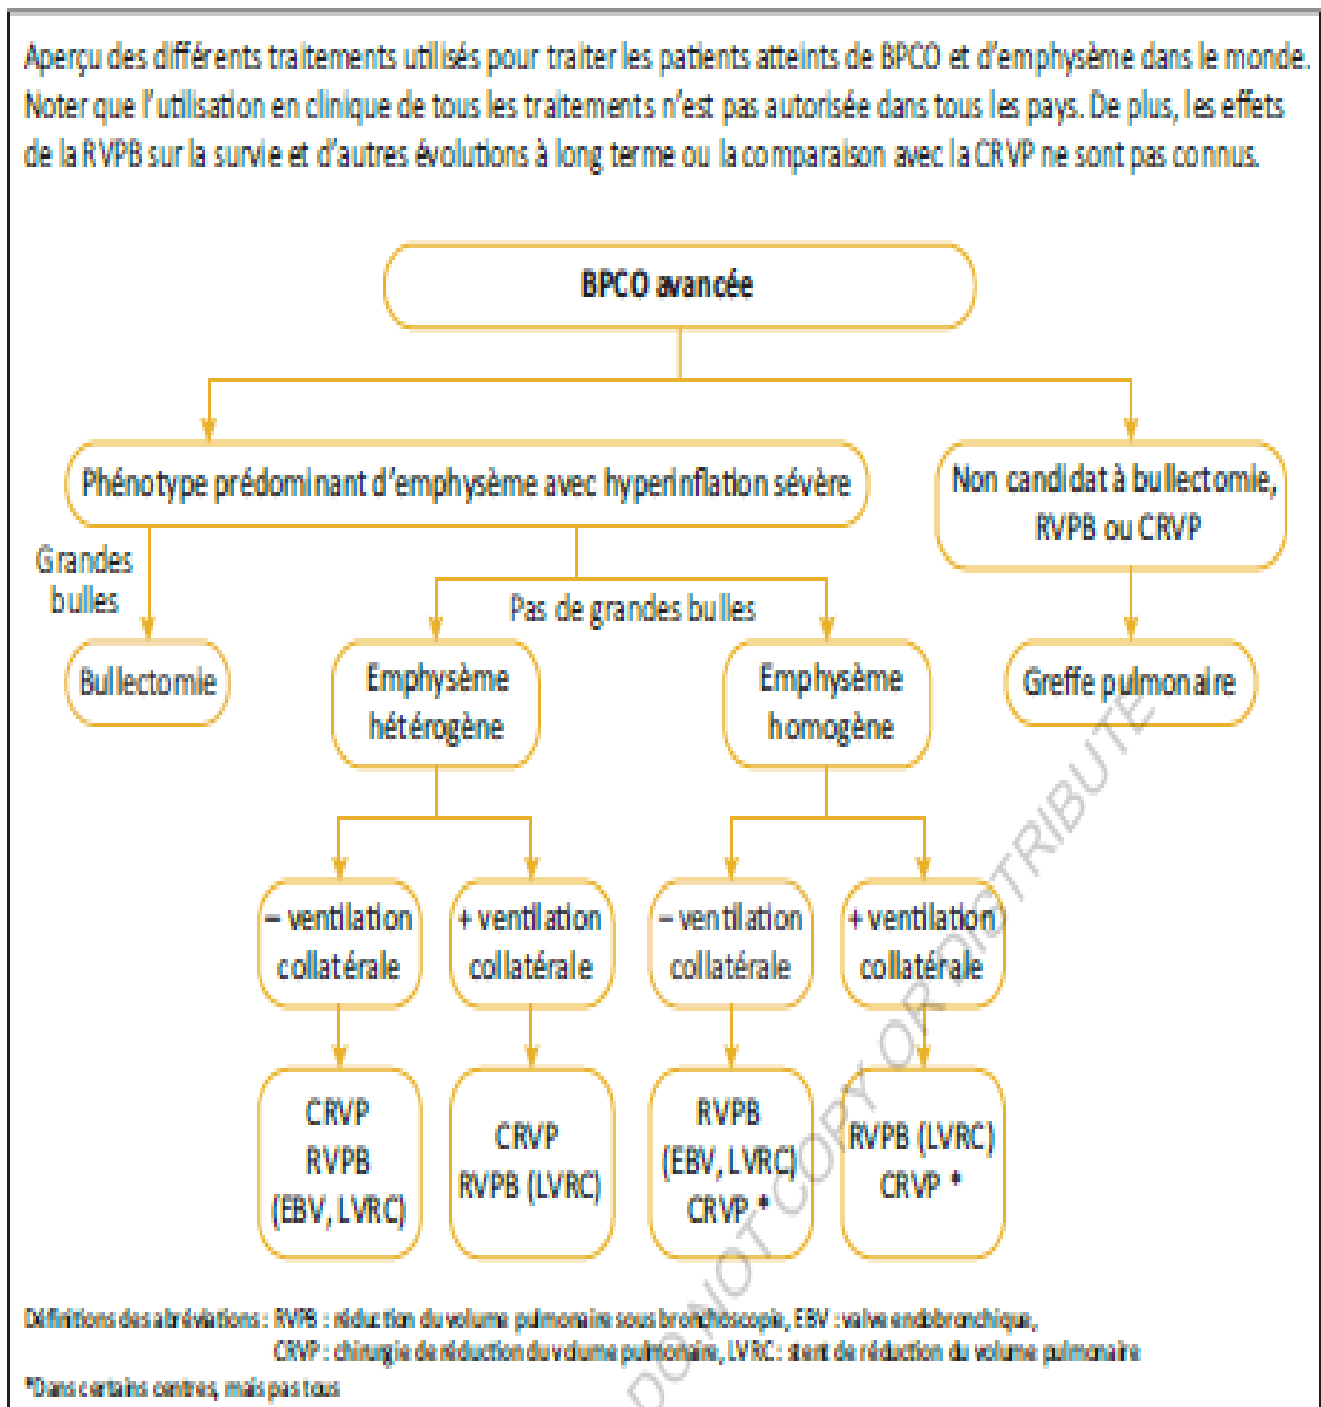 Aperçu des différents traitements utilisés pour traiter les patients atteints de BPCO et d'emphysème dans le monde.
Noter que l'utilisation en clinique de tous les traitements n'est pas autorisée dans tous les pays. De plus, les effets
de la RVPB sur la survie et d'autres évolutions à long terme ou la comparaison avec la CRVP ne sont pas connus.
BPCO avancée
Phénotype prédominant d'emphysème avec hyperinflation sévère
Non candidat à bullectomie,
RVPB ou CRVP
Grandes
bulles
Pas de grandes bulles
Bullectomie
Emphysème
hétérogène
Emphysème
homogène
Greffe pulmonaire
– ventilation
collatérale
+ ventilation
collatérale
– ventilation
collatérale
+ ventilation
collatérale
CRVP
RVPB
(EBV, LVRC)
CRVP
RVPB (LVRC)
RVPB
(EBV, LVRC)
CRVP *
RVPB (LVRC)
CRVP *
Définitions des abréviations : RVPB : réduction du volume pulmonaire sous bronchoscopie, EBV : valve endobronchique,
CRVP : chirurgie de réduction du volume pulmonaire, LVRC : stent de réduction du volume pulmonaire
*Dans certains centres, mais pas tous
DO NOT COPY OR DISTRIBUTE